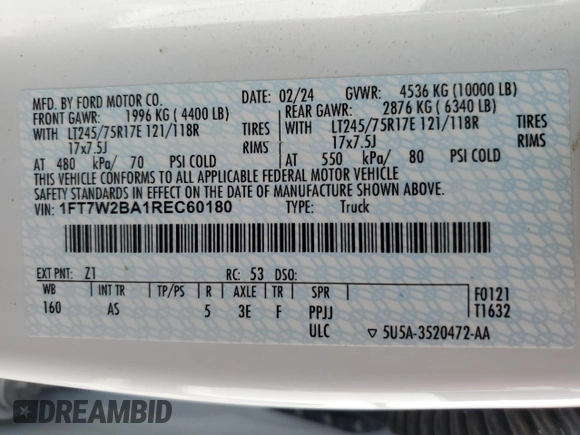 MFD. BY FORD MOTOR CO. DATE: 02/24 GVWR: 4536 KG (10000 LB)
FRONT GAWR: 1996 KG ( 4400 LB) REAR GAWR: 2876 KG ( 6340 LB)
WITH LT245/75R17E 121/118R TIRES WITH LT245/75R17E 121/118R TIRES
17x7.5J RIMS 17x7.5J RIMS
AT 480 kPa/ 70 PSI COLD AT 550 kPa/ 80 PSI COLD
THIS VEHICLE CONFORMS TO ALL APPLICABLE FEDERAL MOTOR VEHICLE
SAFETY STANDARDS IN EFFECT ON THE DATE OF MANUFACTURE SHOWN ABOVE.
VIN: 1FT7W2BA1REC60180 TYPE: Truck
EXT PNT: Z1 RC: 53 DSO:
WB INT TR TP/PS R AXLE TR SPR F0121
160 AS 5 3E F PPJJ T1632
ULC ▽ 5U5A-3520472-AA
DREAMBID